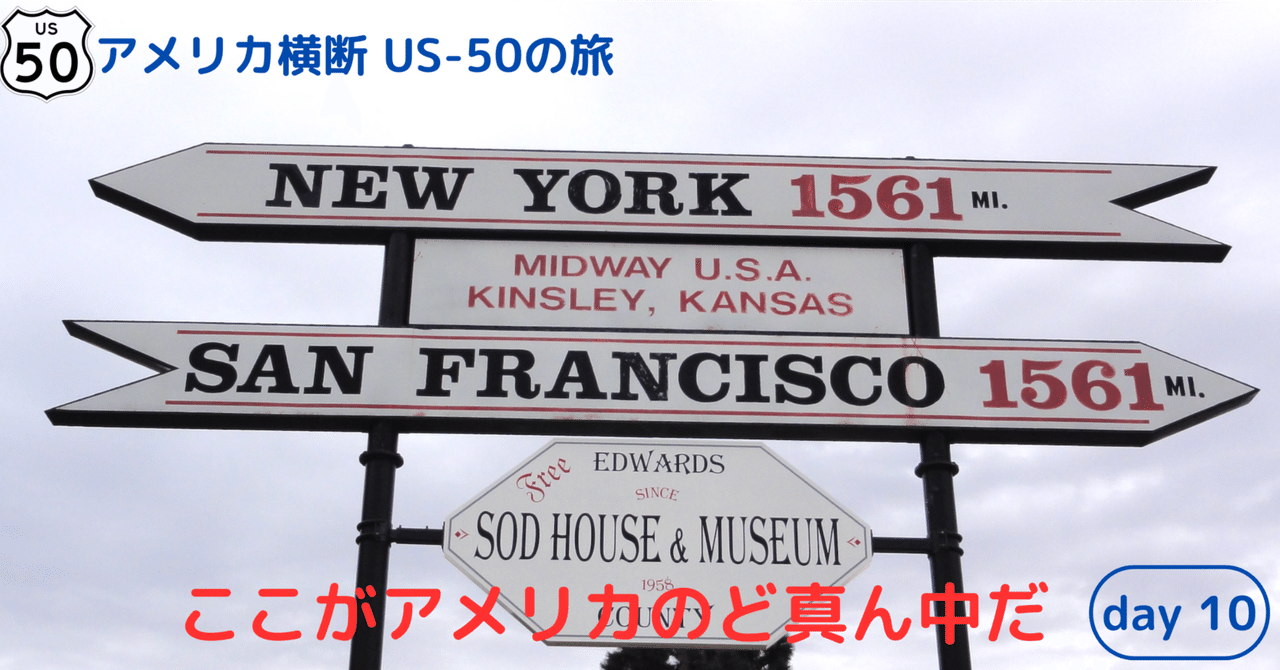 US
50
アメリカ横断 US-50の旅
NEW YORK 1561 MI.
MIDWAY U.S.A.
KINSLEY, KANSAS
SAN FRANCISCO 1561 MI.
Free
EDWARDS
SINCE
SOD HOUSE & MUSEUM
1958
COUNTY
ここがアメリカのど真ん中だ
day 10